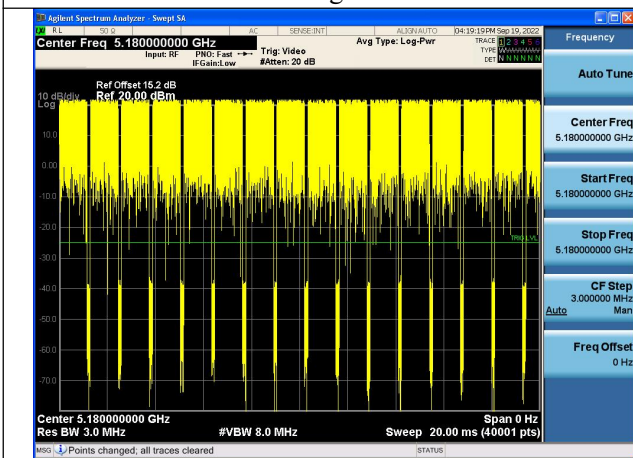 Agilent Spectrum Analyzer - Swept SA
RL 50 Ω AC SENSE:INT ALIGNAUTO 04:19:19PM Sep 19, 2022
Center Freq 5.180000000 GHz
Input: RF PNO: Fast Trig: Video
IFGain:Low #Atten: 20 dB
Avg Type: Log-Pwr
TRACE 1 2 3 4 5 6
TYPE
DET N N N N N N
Frequency
Auto Tune
Ref Offset 15.2 dB
10 dB/div Ref 20.00 dBm
Log
10.0
0.00
-10.0
-20.0
-30.0
-40.0
-50.0
-60.0
-70.0
TRIG LVL
Center Freq
5.180000000 GHz
Start Freq
5.180000000 GHz
Stop Freq
5.180000000 GHz
CF Step
3.000000 MHz
Auto Man
Freq Offset
0 Hz
Center 5.180000000 GHz Span 0 Hz
Res BW 3.0 MHz #VBW 8.0 MHz Sweep 20.00 ms (40001 pts)
MSG Points changed; all traces cleared STATUS